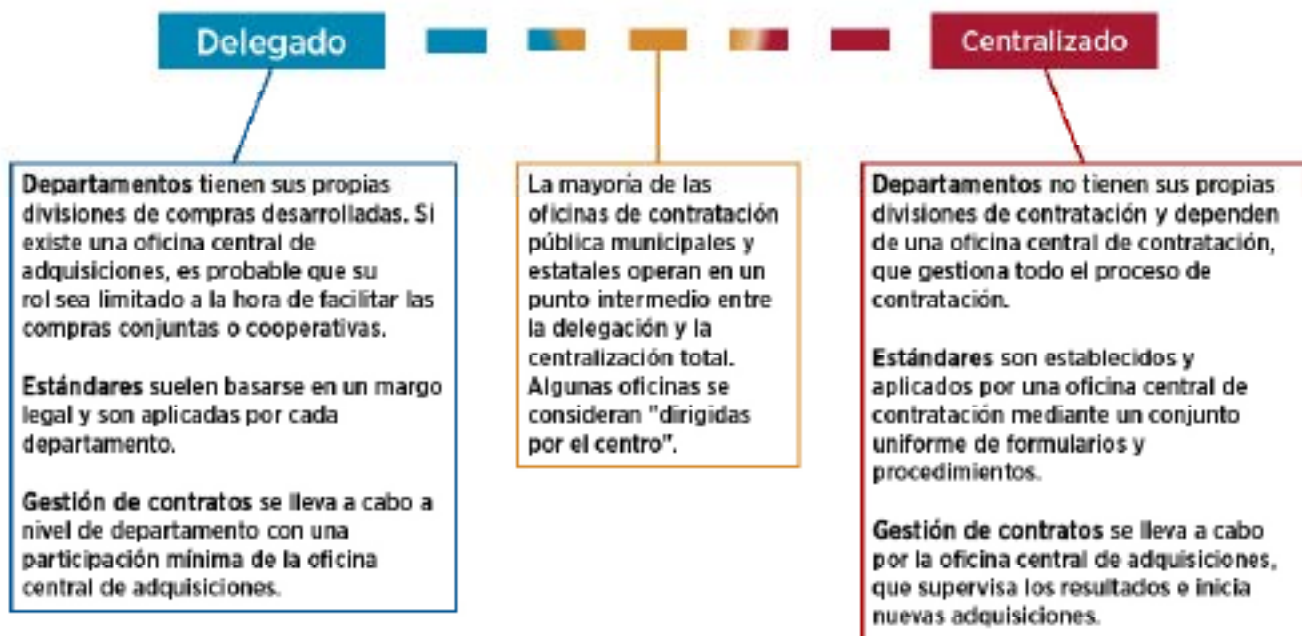 Delegado
Centralizado
Departamentos tienen sus propias
divisiones de compras desarrolladas. Si
existe una oficina central de
adquisiciones, es probable que su
rol sea limitado a la hora de facilitar las
compras conjuntas o cooperativas.
Estándares suelen basarse en un margo
legal y son aplicadas por cada
departamento.
Gestión de contratos se lleva a cabo a
nivel de departamento con una
participación mínima de la oficina
central de adquisiciones.
La mayoría de las
oficinas de contratación
pública municipales y
estatales operan en un
punto intermedio entre
la delegación y la
centralización total.
Algunas oficinas se
consideran "dirigidas
por el centro".
Departamentos no tienen sus propias
divisiones de contratación y dependen
de una oficina central de contratación,
que gestiona todo el proceso de
contratación.
Estándares son establecidos y
aplicados por una oficina central de
contratación mediante un conjunto
uniforme de formularios y
procedimientos.
Gestión de contratos se lleva a cabo
por la oficina central de adquisiciones,
que supervisa los resultados e inicia
nuevas adquisiciones.